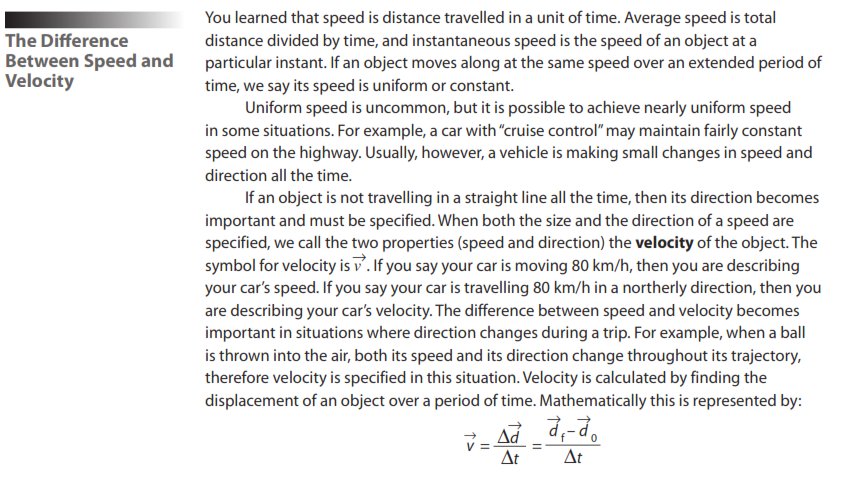 The Difference
Between Speed and
Velocity
You learned that speed is distance travelled in a unit of time. Average speed is total
distance divided by time, and instantaneous speed is the speed of an object at a
particular instant. If an object moves along at the same speed over an extended period of
time, we say its speed is uniform or constant.
Uniform speed is uncommon, but it is possible to achieve nearly uniform speed
in some situations. For example, a car with “cruise control” may maintain fairly constant
speed on the highway. Usually, however, a vehicle is making small changes in speed and
direction all the time.
If an object is not travelling in a straight line all the time, then its direction becomes
important and must be specified. When both the size and the direction of a speed are
specified, we call the two properties (speed and direction) the velocity of the object. The
symbol for velocity is v⃗ . If you say your car is moving 80 km/h, then you are describing
your car’s speed. If you say your car is travelling 80 km/h in a northerly direction, then you
are describing your car’s velocity. The difference between speed and velocity becomes
important in situations where direction changes during a trip. For example, when a ball
is thrown into the air, both its speed and its direction change throughout its trajectory,
therefore velocity is specified in this situation. Velocity is calculated by finding the
displacement of an object over a period of time. Mathematically this is represented by:
v⃗ = Δd⃗ / Δt = (d⃗f – d⃗0) / Δt